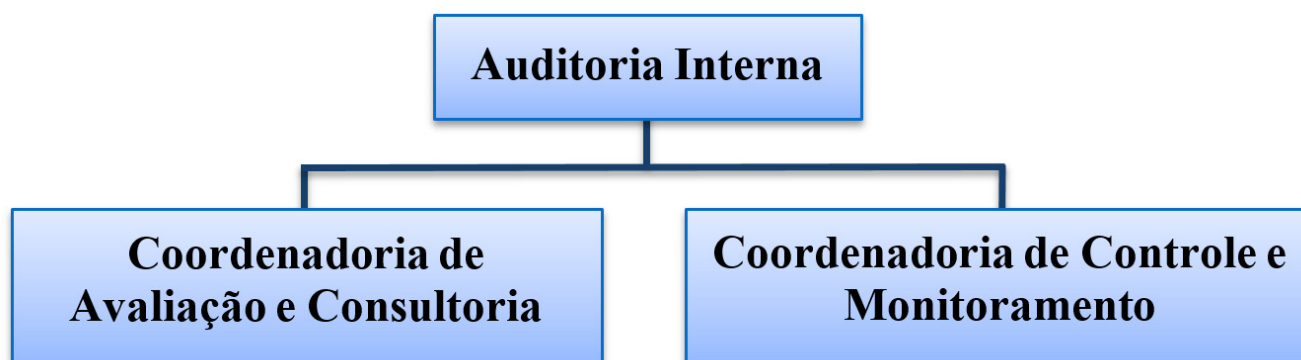 Auditoria Interna
Coordenadoria de
Avaliação e Consultoria
Coordenadoria de Controle e
Monitoramento